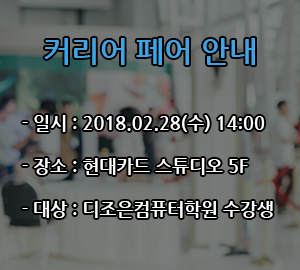 커리어 페어 안내
- 일시 : 2018.02.28(수) 14:00
- 장소 : 현대카드 스튜디오 5F
- 대상 : 디조은컴퓨터학원 수강생